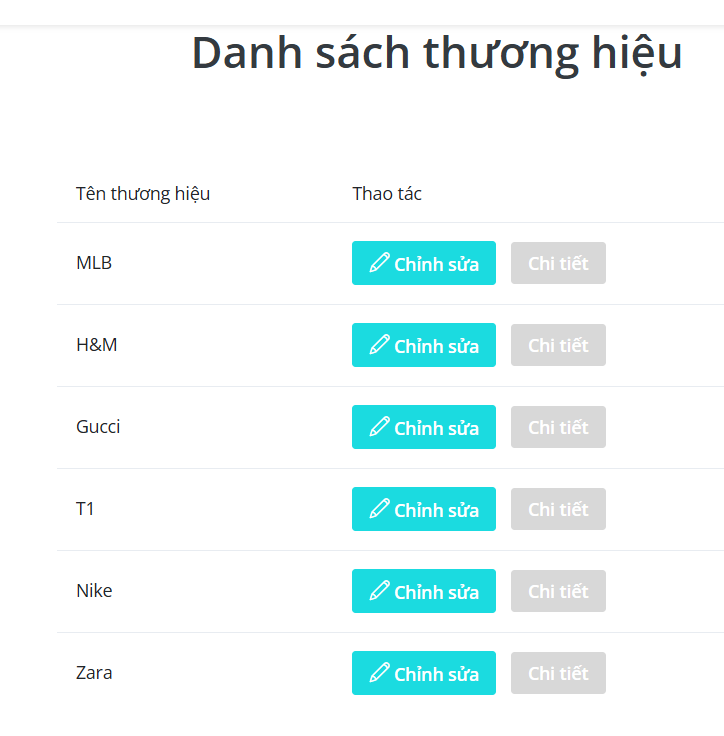 Danh sách thương hiệu
Tên thương hiệu Thao tác
MLB Chỉnh sửa Chi tiết
H&M Chỉnh sửa Chi tiết
Gucci Chỉnh sửa Chi tiết
T1 Chỉnh sửa Chi tiết
Nike Chỉnh sửa Chi tiết
Zara Chỉnh sửa Chi tiết